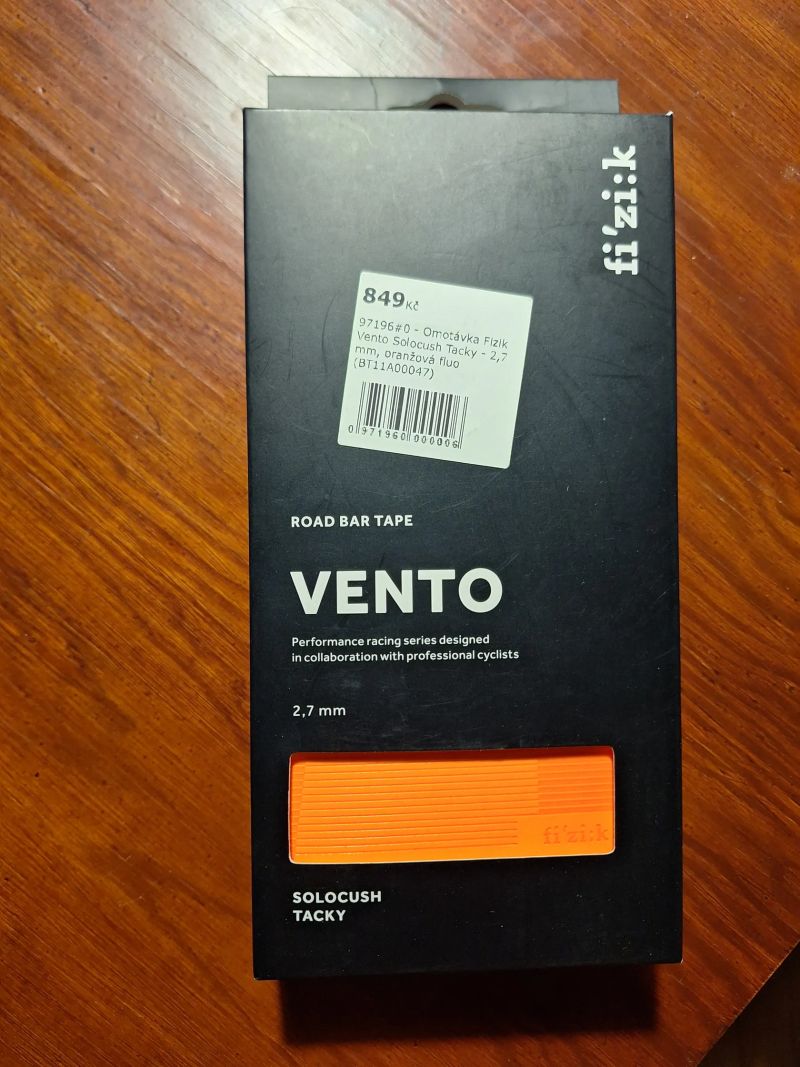 fi'zi:k
849Kč
97196#0 - Omotávka Fizik
Vento Solocush Tacky - 2,7
mm, oranžová fluo
(BT11A00047)
0 971960 000006
ROAD BAR TAPE
VENTO
Performance racing series designed
in collaboration with professional cyclists
2,7 mm
fi'zi:k
SOLOCUSH
TACKY